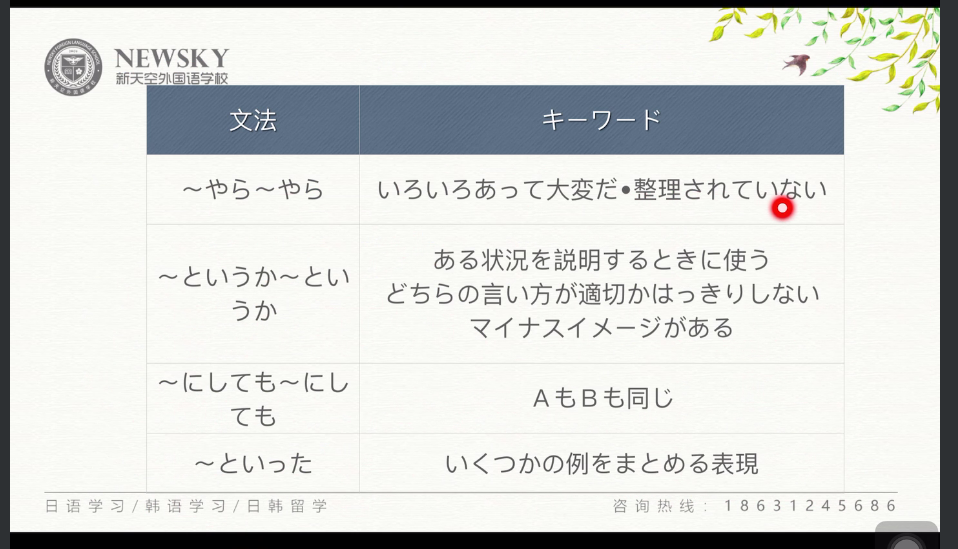 NEWSKY
新天空外国语学校
文法
キーワード
～やら～やら
いろいろあって大変だ•整理されていない
～というか～とい
うか
ある状況を説明するときに使う
どちらの言い方が適切かはっきりしない
マイナスイメージがある
～にしても～にし
ても
ＡもＢも同じ
～といった
いくつかの例をまとめる表現
日语学习/韩语学习/日韩留学
咨询热线：18631245686